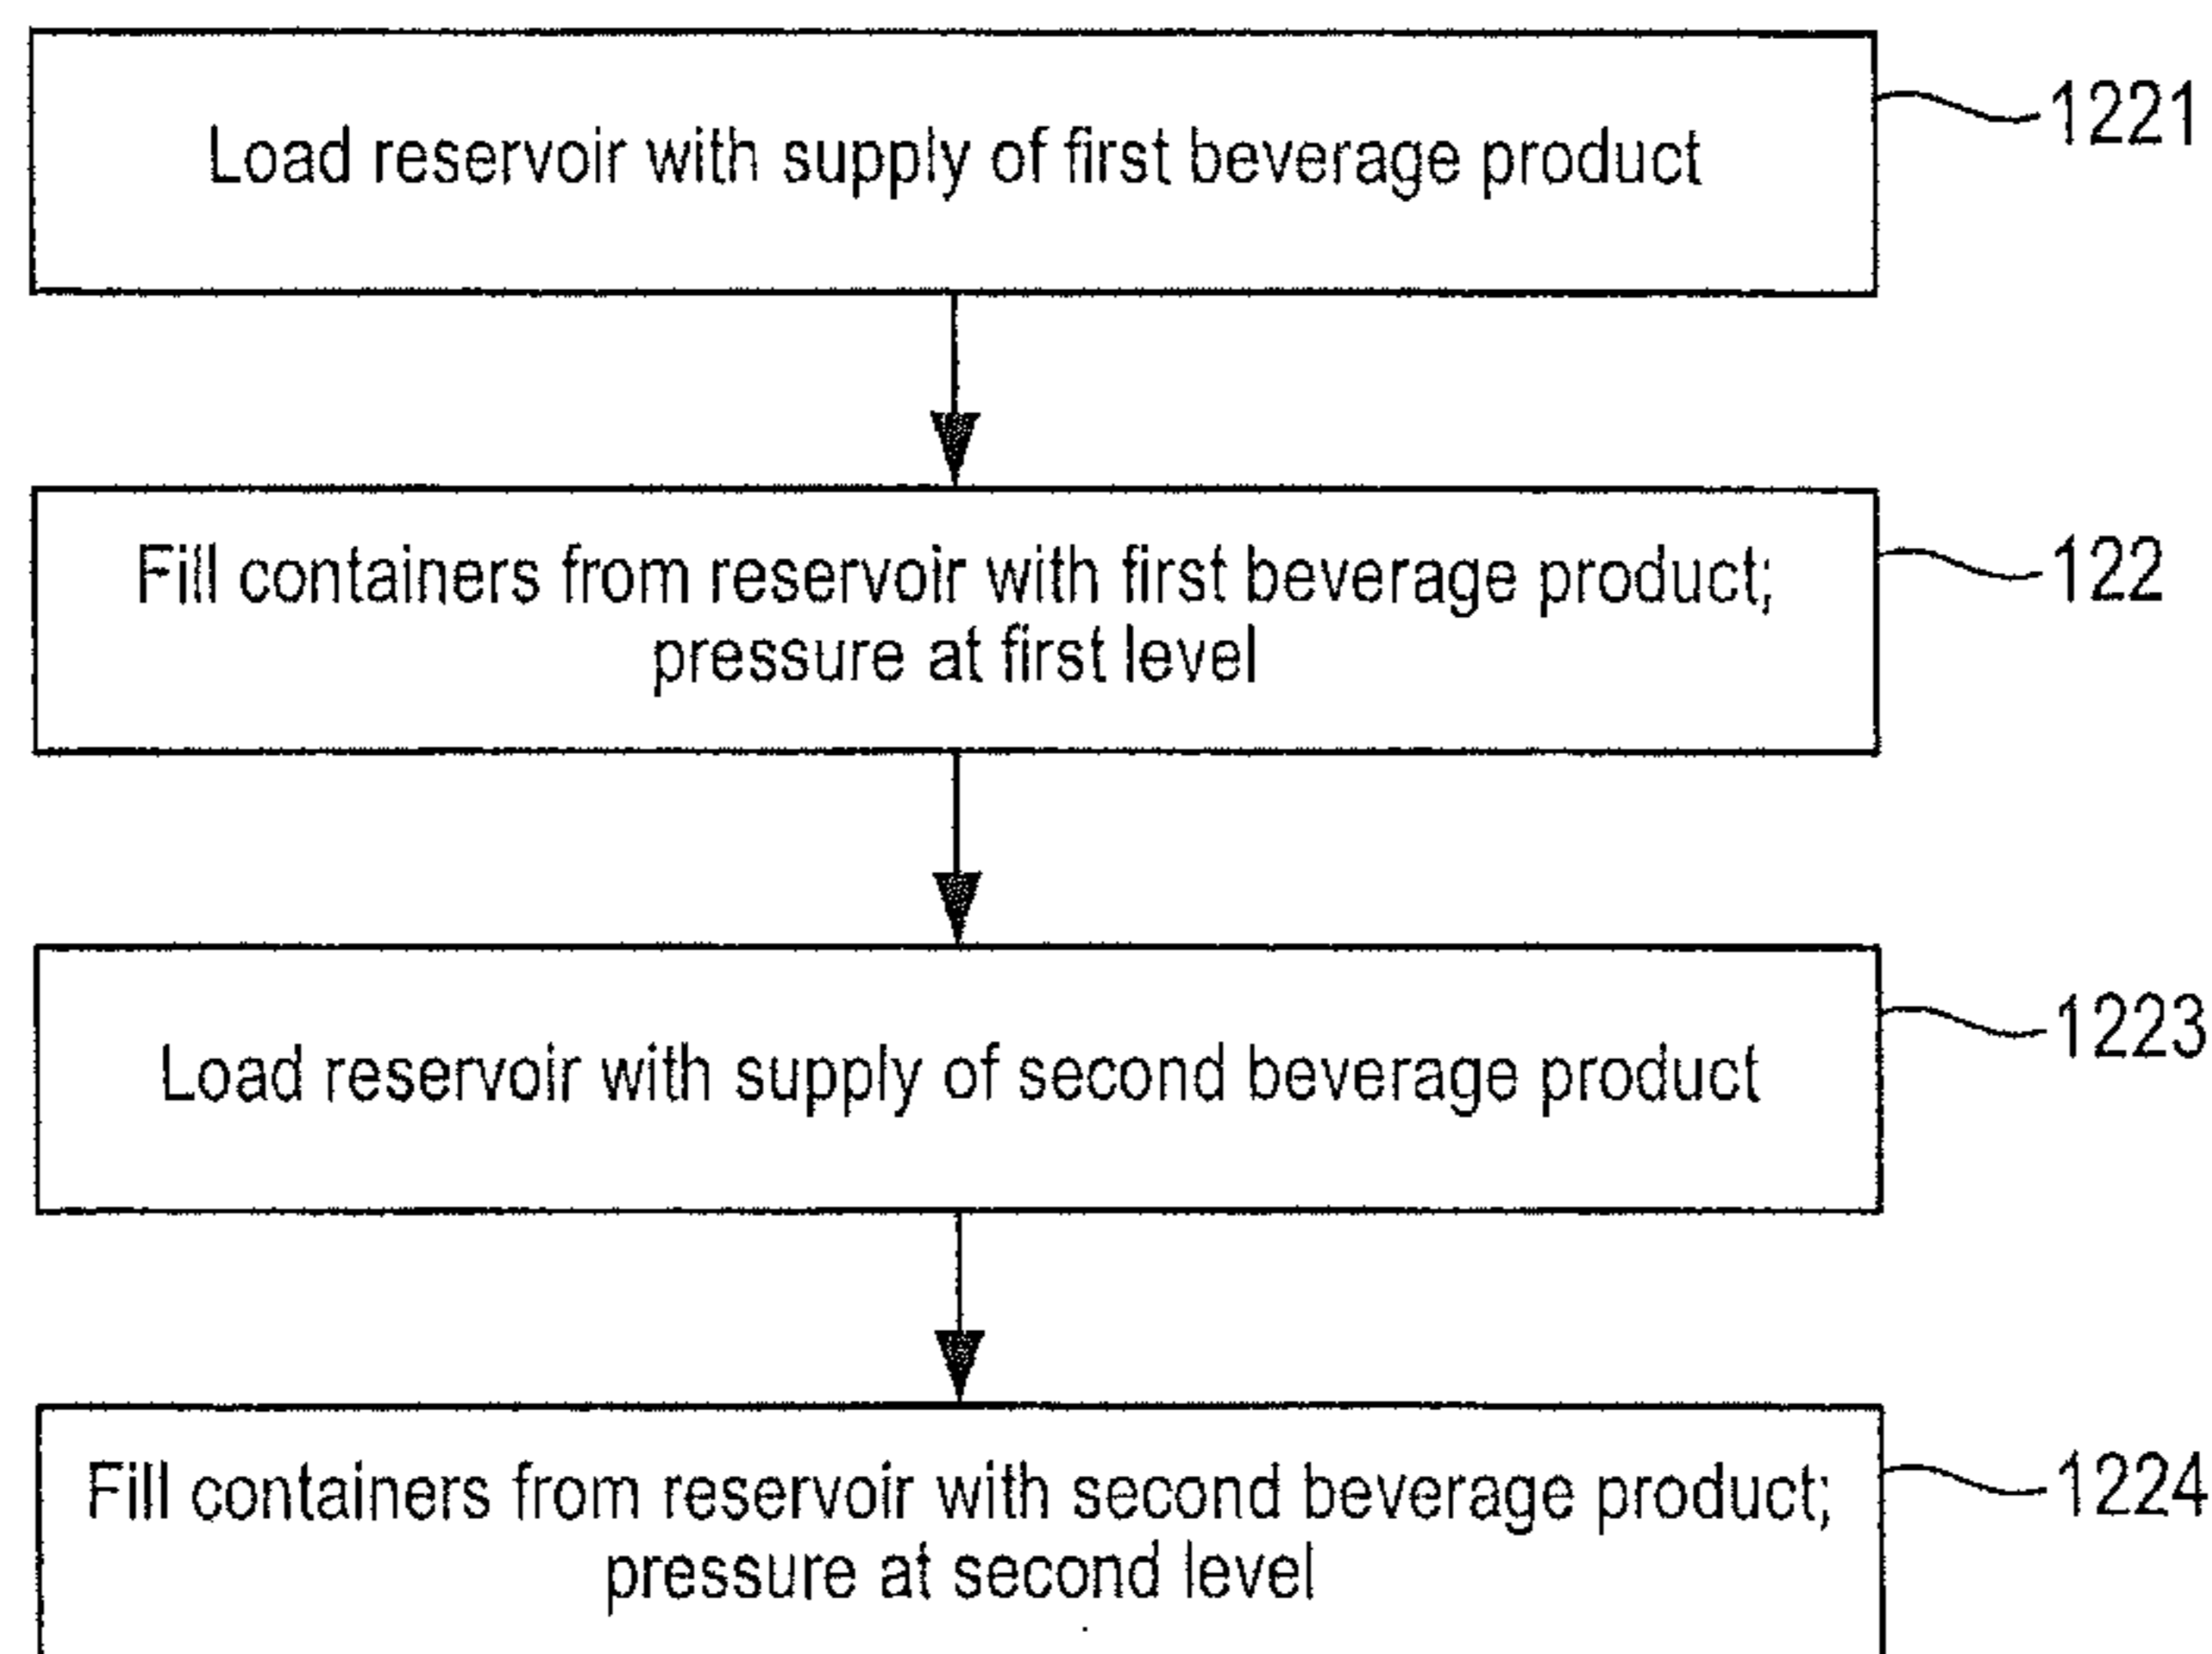 Load reservoir with supply of first beverage product
1221
Fill containers from reservoir with first beverage product;
pressure at first level
122
Load reservoir with supply of second beverage product
1223
Fill containers from reservoir with second beverage product;
pressure at second level
1224